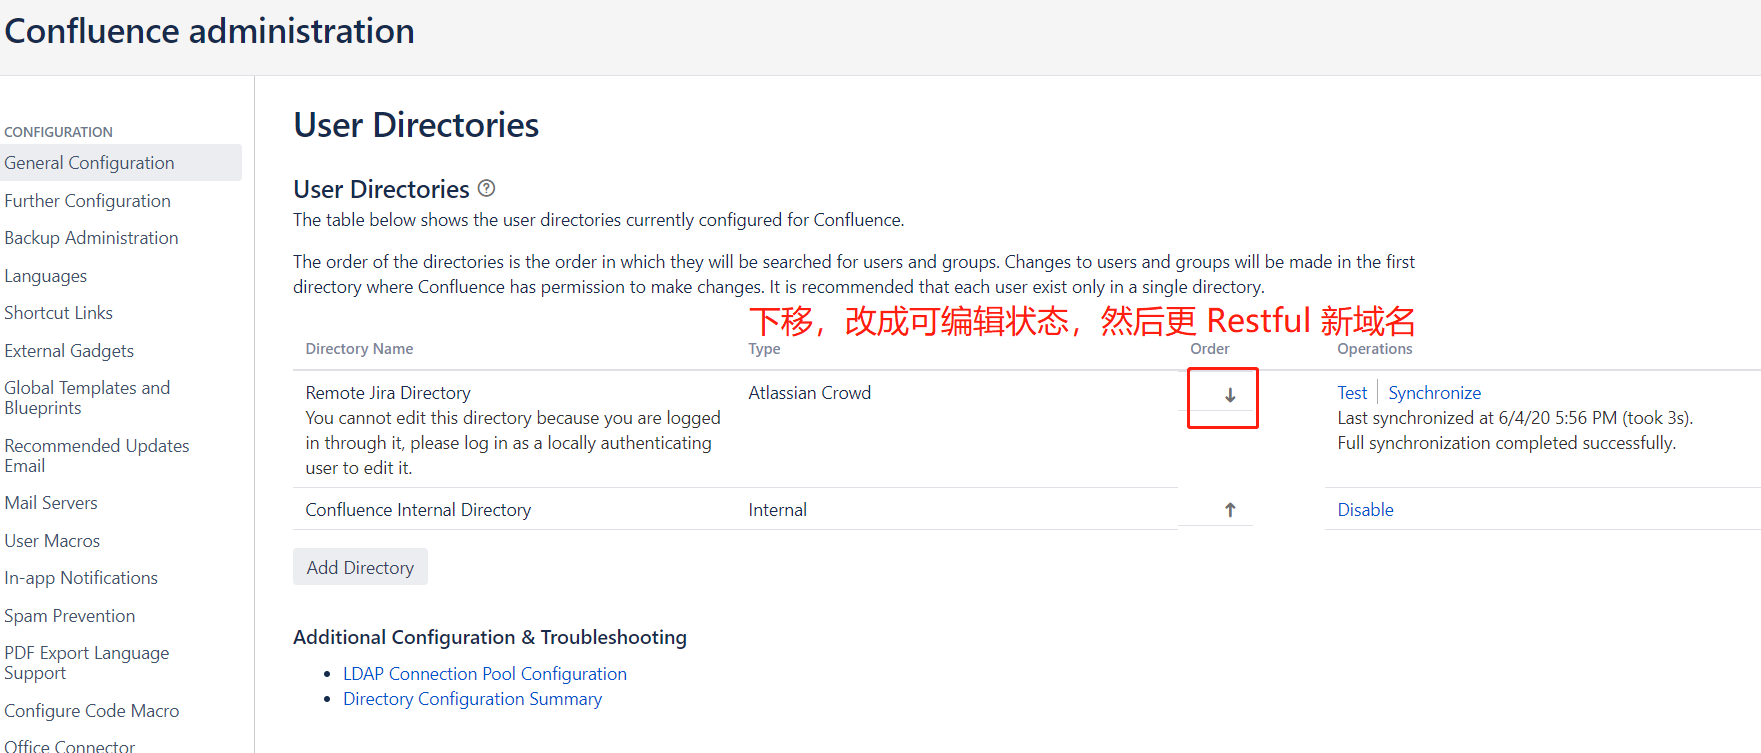 Confluence administration
CONFIGURATION
General Configuration
Further Configuration
Backup Administration
Languages
Shortcut Links
External Gadgets
Global Templates and
Blueprints
Recommended Updates
Email
Mail Servers
User Macros
In-app Notifications
Spam Prevention
PDF Export Language
Support
Configure Code Macro
Office Connector
User Directories
User Directories
The table below shows the user directories currently configured for Confluence.
The order of the directories is the order in which they will be searched for users and groups. Changes to users and groups will be made in the first
directory where Confluence has permission to make changes. It is recommended that each user exist only in a single directory.
下移，改成可编辑状态，然后更 Restful 新域名
Directory Name Type Order Operations
Remote Jira Directory Atlassian Crowd Test Synchronize
You cannot edit this directory because you are logged Last synchronized at 6/4/20 5:56 PM (took 3s).
in through it, please log in as a locally authenticating Full synchronization completed successfully.
user to edit it.
Confluence Internal Directory Internal Disable
Add Directory
Additional Configuration & Troubleshooting
LDAP Connection Pool Configuration
Directory Configuration Summary